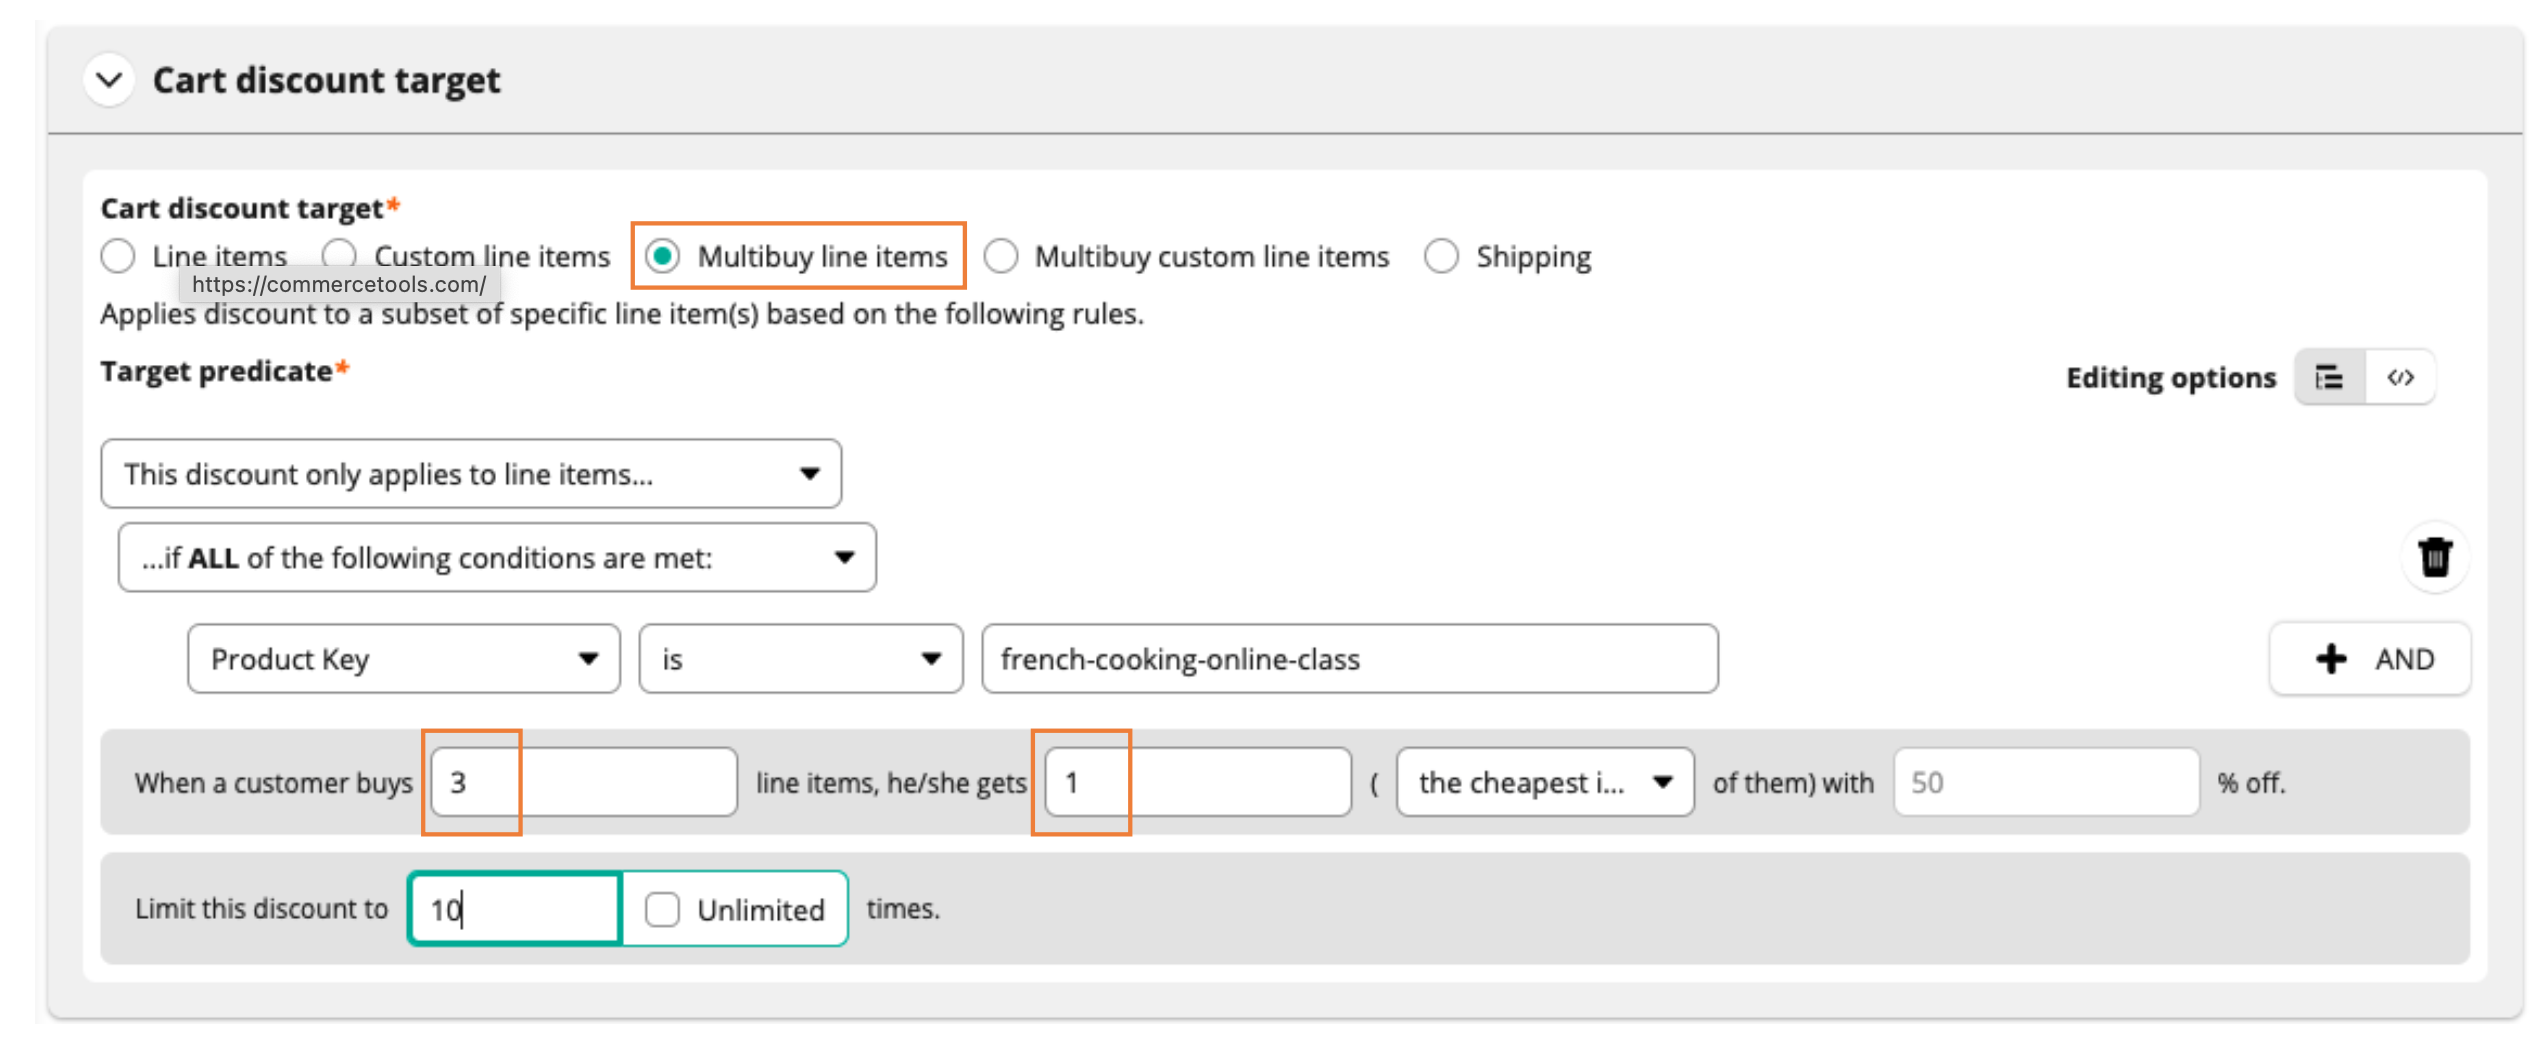 Cart discount target
Cart discount target*
Line items Custom line items Multibuy line items Multibuy custom line items Shipping
https://commercetools.com/
Applies discount to a subset of specific line item(s) based on the following rules.
Target predicate* Editing options
This discount only applies to line items...
...if ALL of the following conditions are met:
Product Key is french-cooking-online-class + AND
When a customer buys 3 line items, he/she gets 1 ( the cheapest i... of them) with 50 % off.
Limit this discount to 10 Unlimited times.